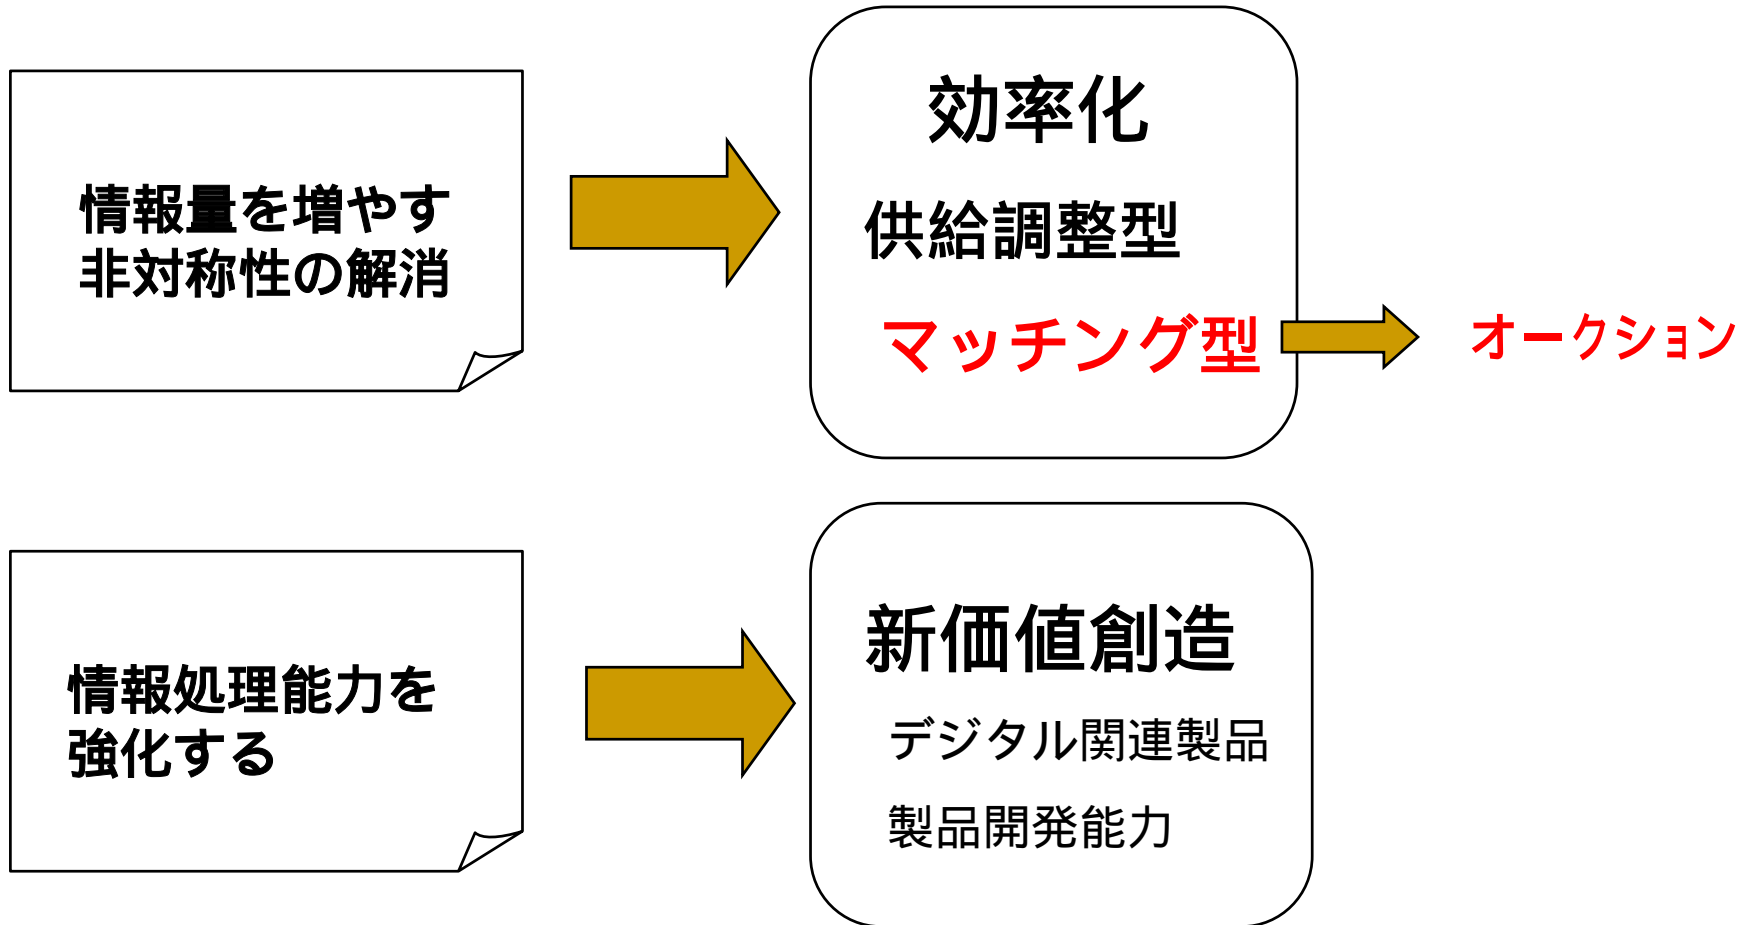 情報量を増やす
非対称性の解消
効率化
供給調整型
マッチング型
オークション
情報処理能力を
強化する
新価値創造
デジタル関連製品
製品開発能力